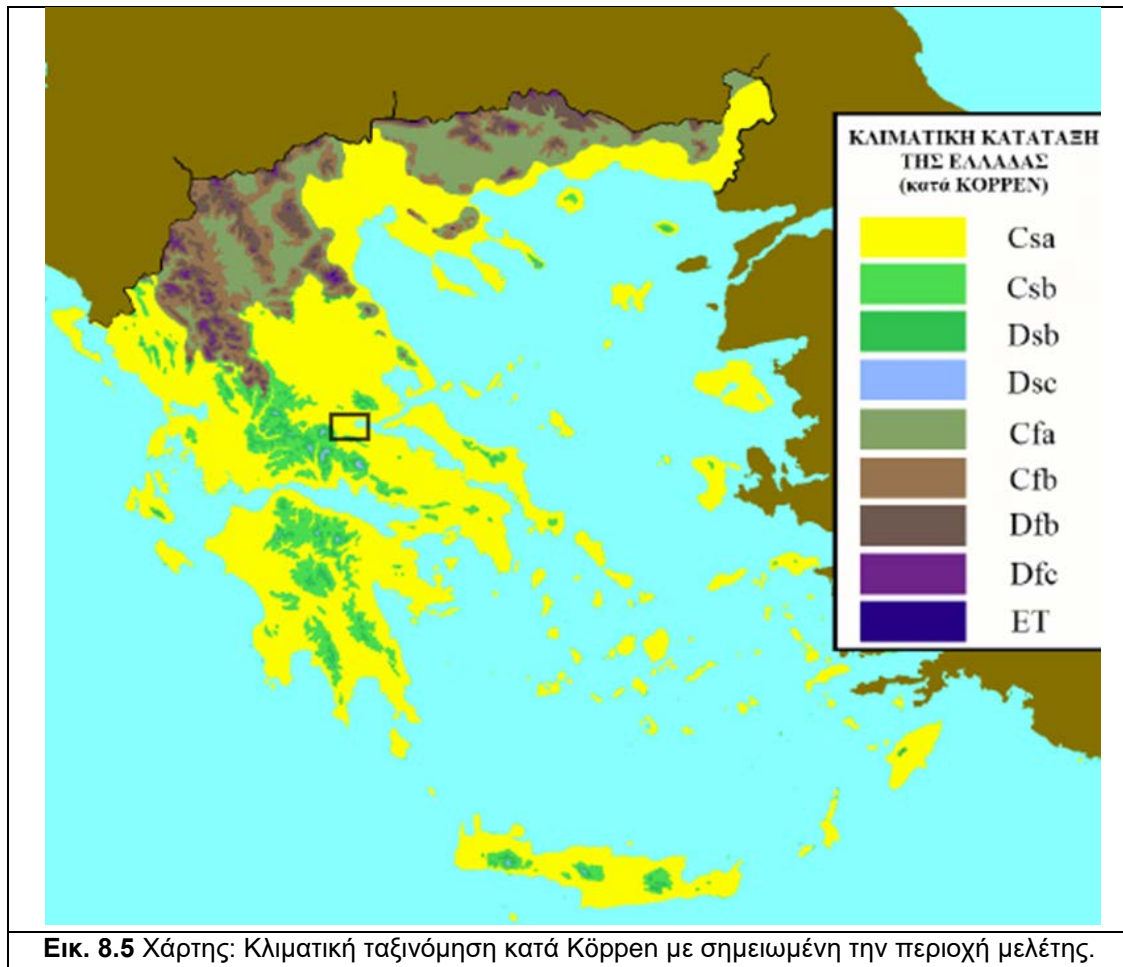 ΚΛΙΜΑΤΙΚΗ ΚΑΤΑΤΑΞΗ
ΤΗΣ ΕΛΛΑΔΑΣ
(κατά KOPPEN)
Csa
Csb
Dsb
Dsc
Cfa
Cfb
Dfb
Dfc
ET
Εικ. 8.5 Χάρτης: Κλιματική ταξινόμηση κατά Köppen με σημειωμένη την περιοχή μελέτης.